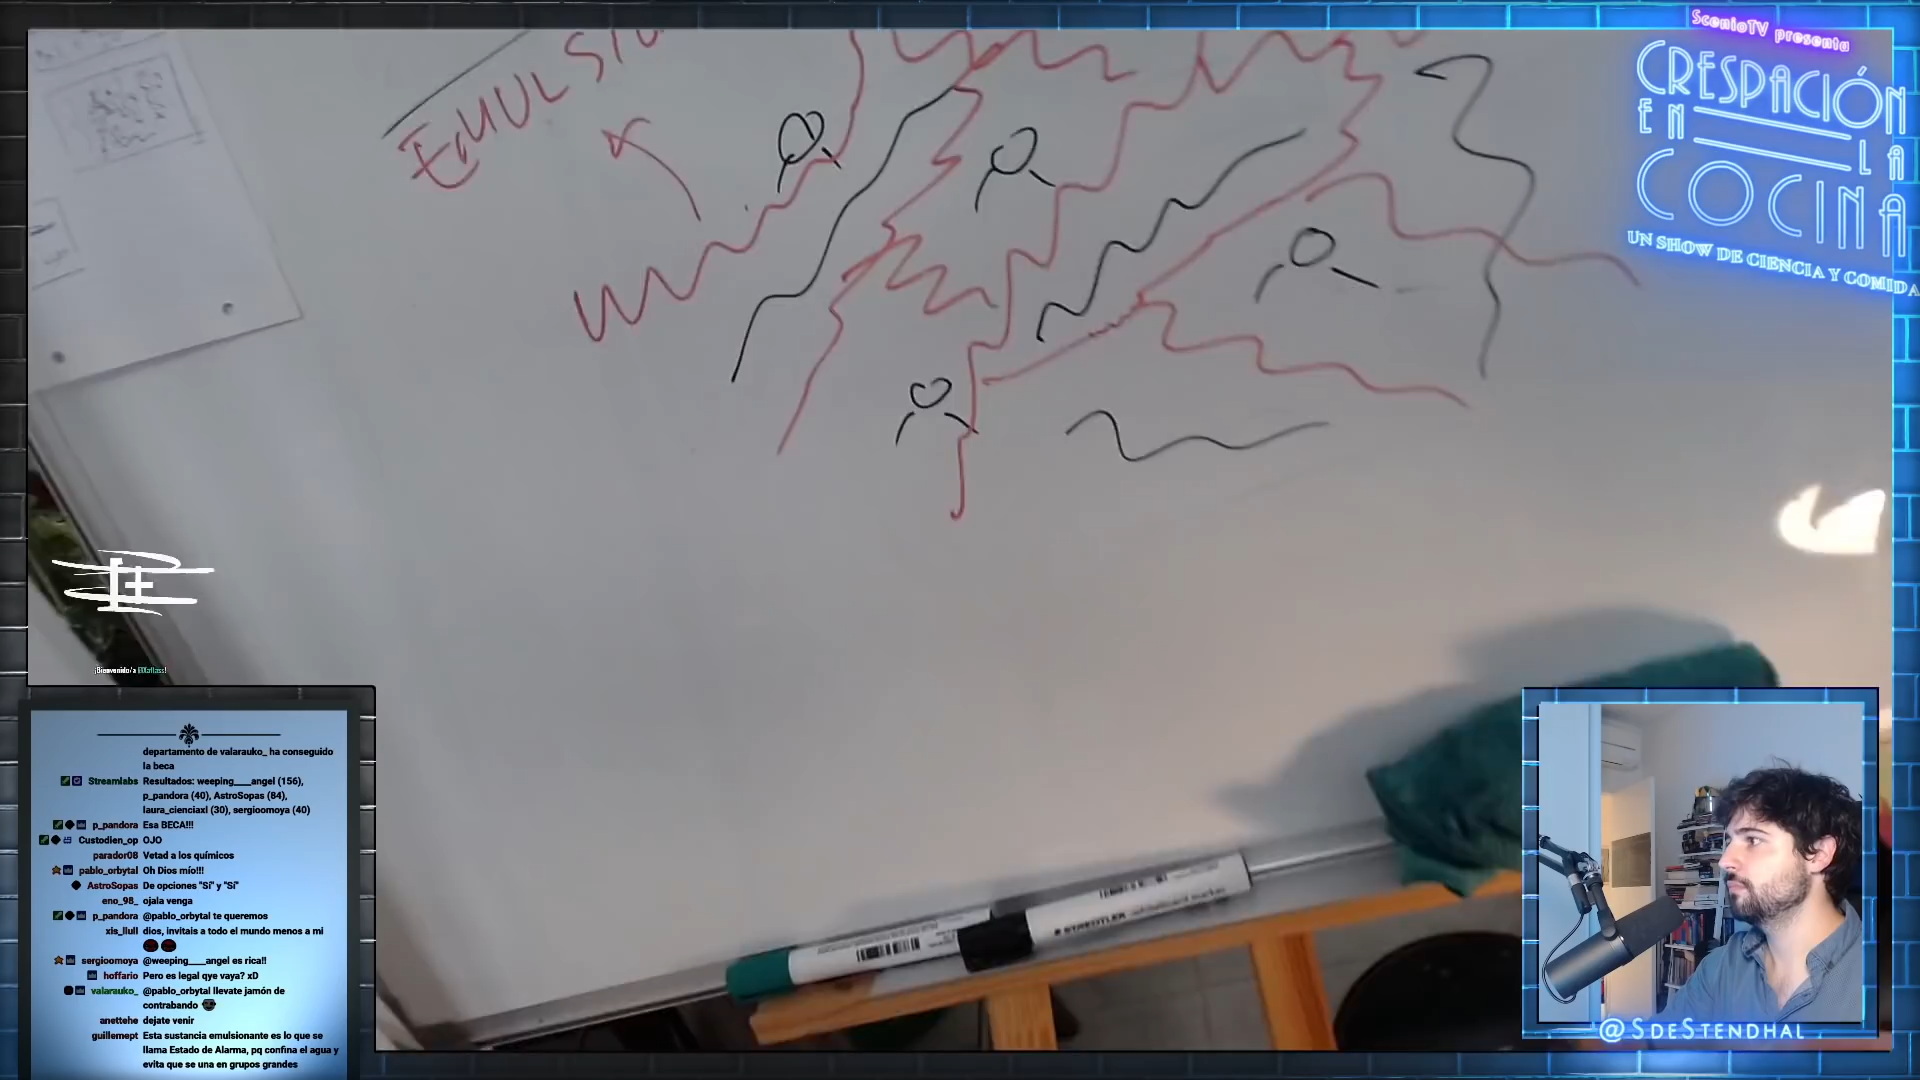 ScenioTV presenta
CRESPACIÓN
EN LA
COCINA
UN SHOW DE CIENCIA Y COMIDA
¡Bienvenido/a
departamento de valarauko_ ha conseguido
la beca
Streamlabs Resultados: weeping____angel (156),
p_pandora (40), AstroSopas (84),
laura_cienciaxl (30), sergioomoya (40)
p_pandora Esa BECA!!!
Custodien_op OJO
parador08 Vetad a los químicos
pablo_orbytal Oh Dios mío!!!
AstroSopas De opciones "Sí" y "Sí"
eno_98_ ojala venga
p_pandora @pablo_orbytal te queremos
xis_llull dios, invitais a todo el mundo menos a mi
sergioomoya @weeping____angel es rica!!
hoffario Pero es legal qye vaya? xD
valarauko_ @pablo_orbytal llevate jamón de
contrabando
anettehe dejate venir
guillemept Esta sustancia emulsionante es lo que se
llama Estado de Alarma, pq confina el agua y
evita que se una en grupos grandes
STAEDTLER
@SDESTENDHAL